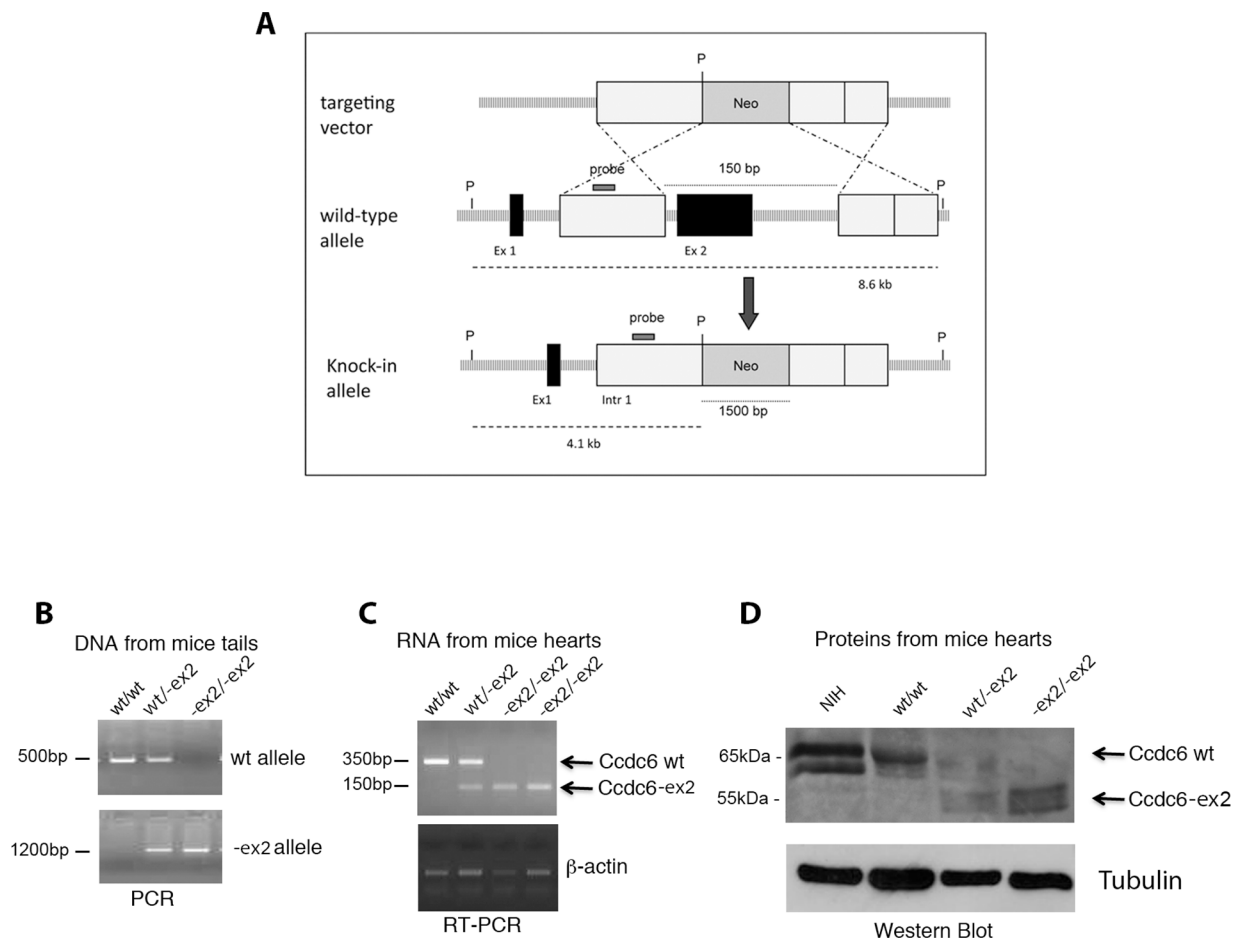 A
P
targeting
vector
Neo
probe
150 bp
P
P
wild-type
allele
Ex 1
Ex 2
8.6 kb
probe
P
P
P
Knock-in
allele
Neo
Ex1
Intr 1
1500 bp
4.1 kb
B
DNA from mice tails
wt/wt
wt/-ex2
-ex2/-ex2
500bp
wt allele
1200bp
-ex2 allele
PCR
C
RNA from mice hearts
wt/wt
wt/-ex2
-ex2/-ex2
-ex2/-ex2
350bp
Ccdc6 wt
150bp
Ccdc6-ex2
β-actin
RT-PCR
D
Proteins from mice hearts
NIH
wt/wt
wt/-ex2
-ex2/-ex2
65kDa -
Ccdc6 wt
55kDa -
Ccdc6-ex2
Tubulin
Western Blot